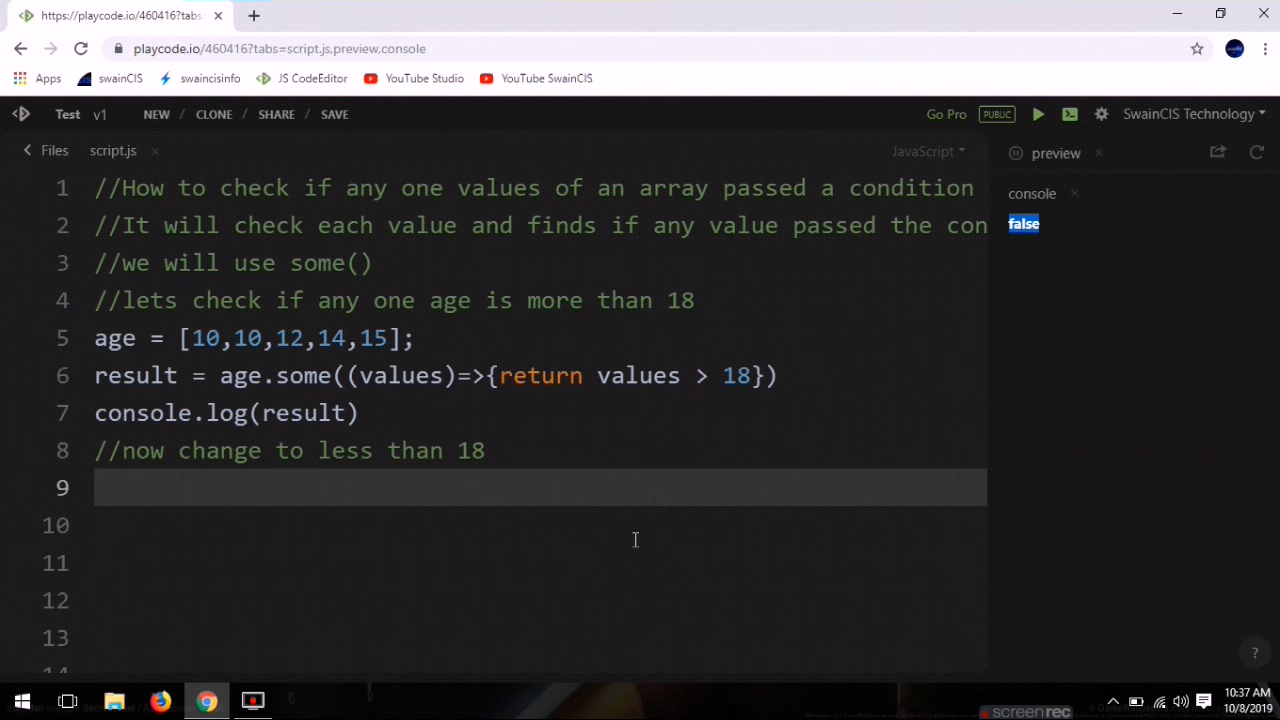 https://playcode.io/460416?tabs=
playcode.io/460416?tabs=script.js,preview,console
Apps swainCIS swaincisinfo JS CodeEditor YouTube Studio YouTube SwainCIS
Test v1 NEW / CLONE / SHARE / SAVE Go Pro PUBLIC SwainCIS Technology
Files script.js JavaScript preview
console
false
1 //How to check if any one values of an array passed a condition
2 //It will check each value and finds if any value passed the con
3 //we will use some()
4 //lets check if any one age is more than 18
5 age = [10,10,12,14,15];
6 result = age.some((values)=>{return values > 18})
7 console.log(result)
8 //now change to less than 18
9
10
11
12
13
14
?
10:37 AM
10/8/2019
screenrec